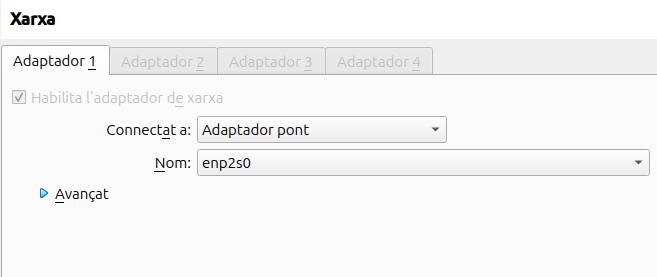 Xarxa
Adaptador 1 Adaptador 2 Adaptador 3 Adaptador 4
Habilita l'adaptador de xarxa
Connectat a: Adaptador pont
Nom: enp2s0
Avançat